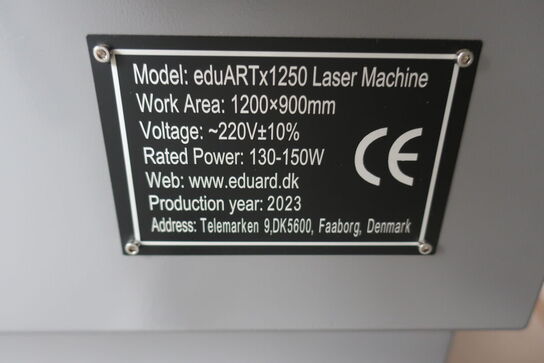 Model: eduARTx1250 Laser Machine
Work Area: 1200×900mm
Voltage: ~220V±10%
Rated Power: 130-150W
Web: www.eduard.dk
Production year: 2023
Address: Telemarken 9,DK5600, Faaborg, Denmark
CE